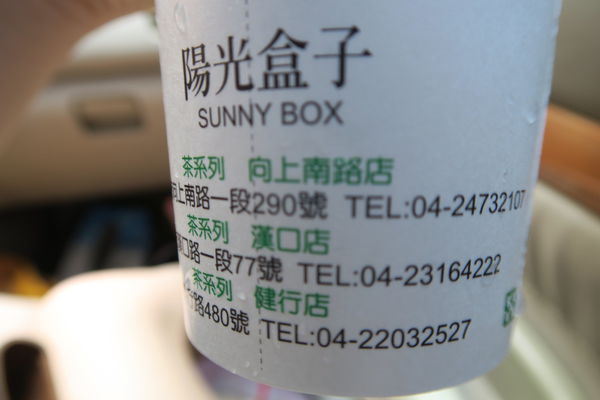 陽光盒子
SUNNY BOX
茶系列 向上南路店
向上南路一段290號 TEL:04-24732107
茶系列 漢口店
口路一段77號 TEL:04-23164222
茶系列 健行店
路480號 TEL:04-22032527